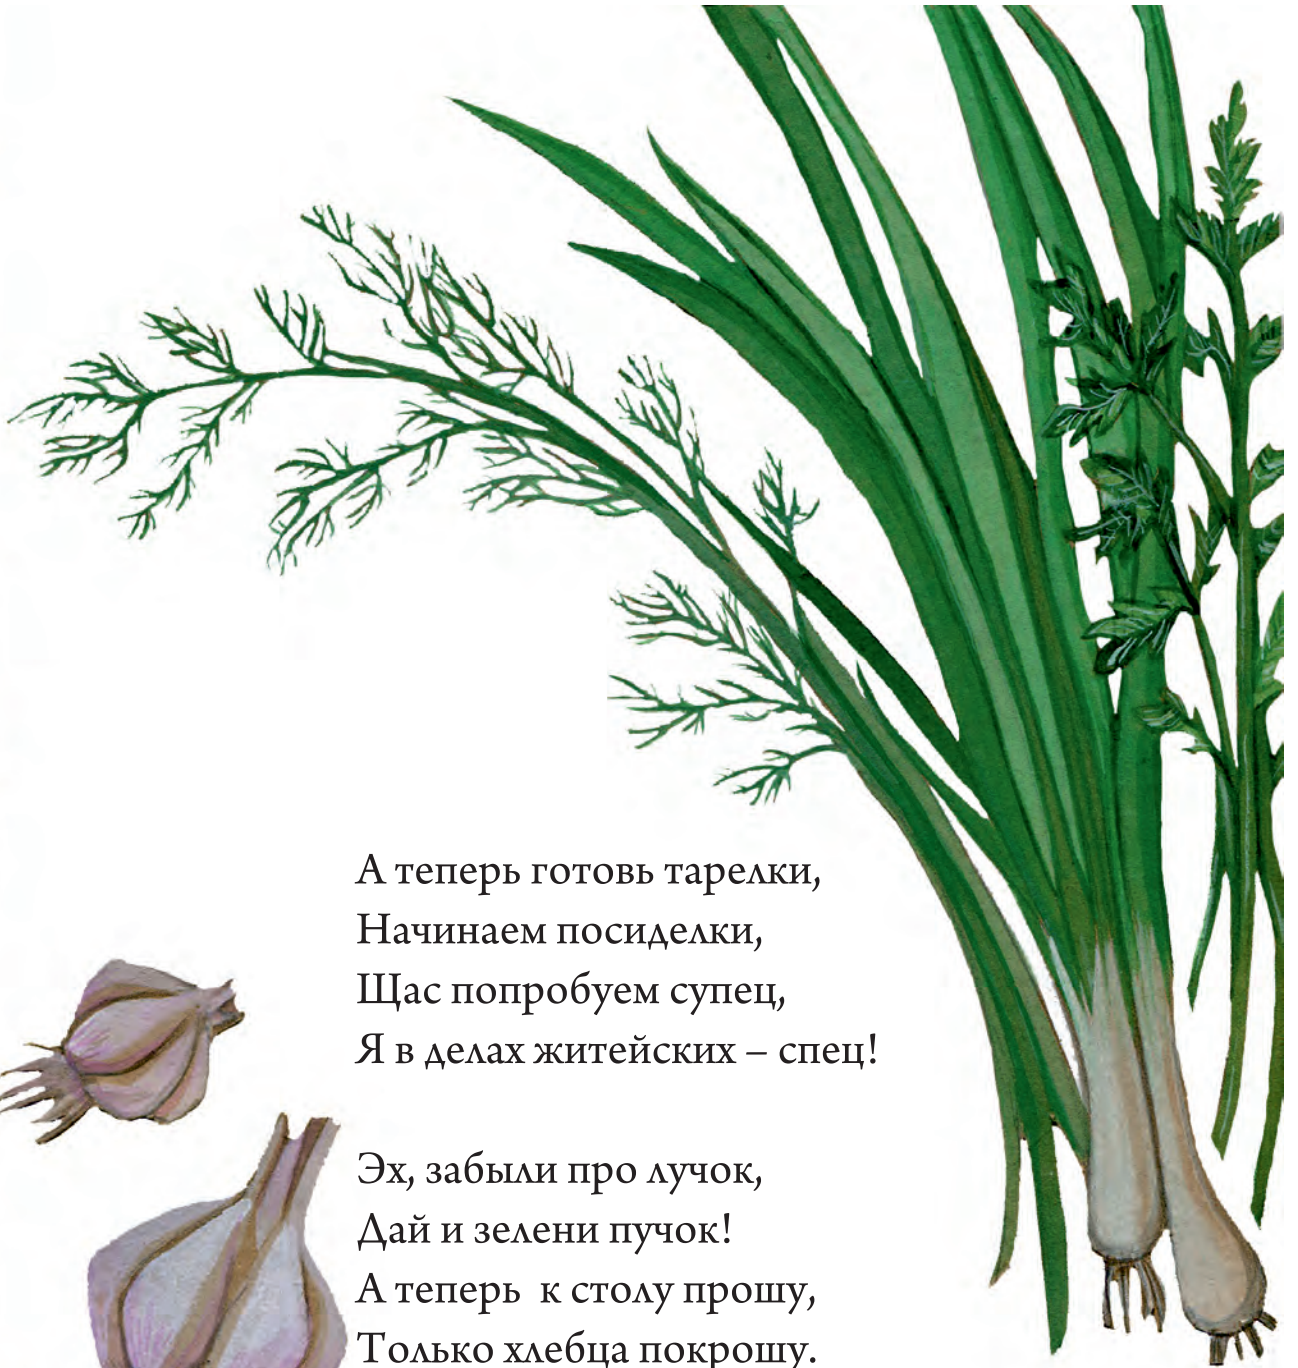 А теперь готовь тарелки,
Начинаем посиделки,
Щас попробуем супец,
Я в делах житейских – спец!
Эх, забыли про лучок,
Дай и зелени пучок!
А теперь к столу прошу,
Только хлебца покрошу.